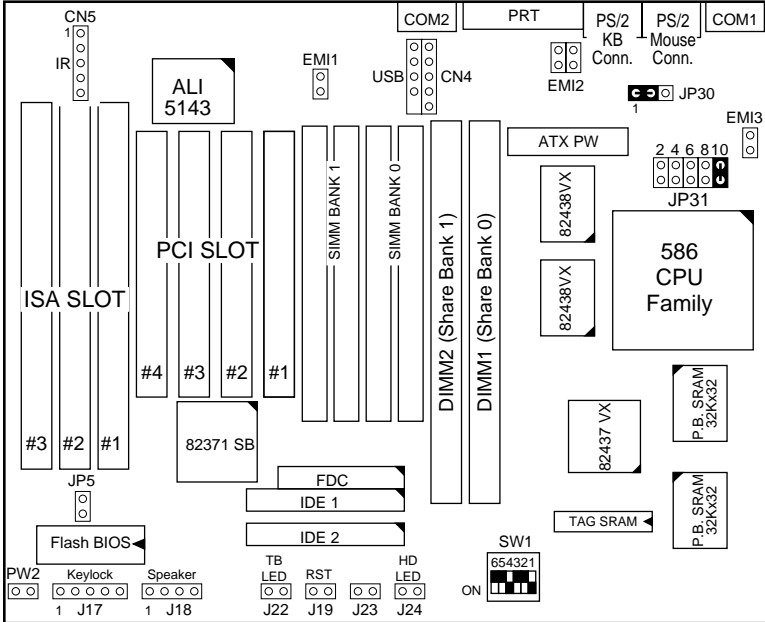 CN5
1
IR
ALI
5143
EMI1
COM2
PRT
PS/2
KB
Conn.
PS/2
Mouse
Conn.
COM1
USB
CN4
EMI2
JP30
1
EMI3
ATX PW
2 4 6 8 10
JP31
ISA SLOT
#3
#2
#1
PCI SLOT
#4
#3
#2
#1
SIMM BANK 1
SIMM BANK 0
DIMM2 (Share Bank 1)
DIMM1 (Share Bank 0)
82438VX
82438VX
586
CPU
Family
82371 SB
82437 VX
P.B. SRAM
32Kx32
P.B. SRAM
32Kx32
JP5
FDC
IDE 1
IDE 2
TAG SRAM
Flash BIOS
SW1
654321
ON
PW2
Keylock
1 J17
Speaker
1 J18
TB
LED
J22
RST
J19
J23
HD
LED
J24